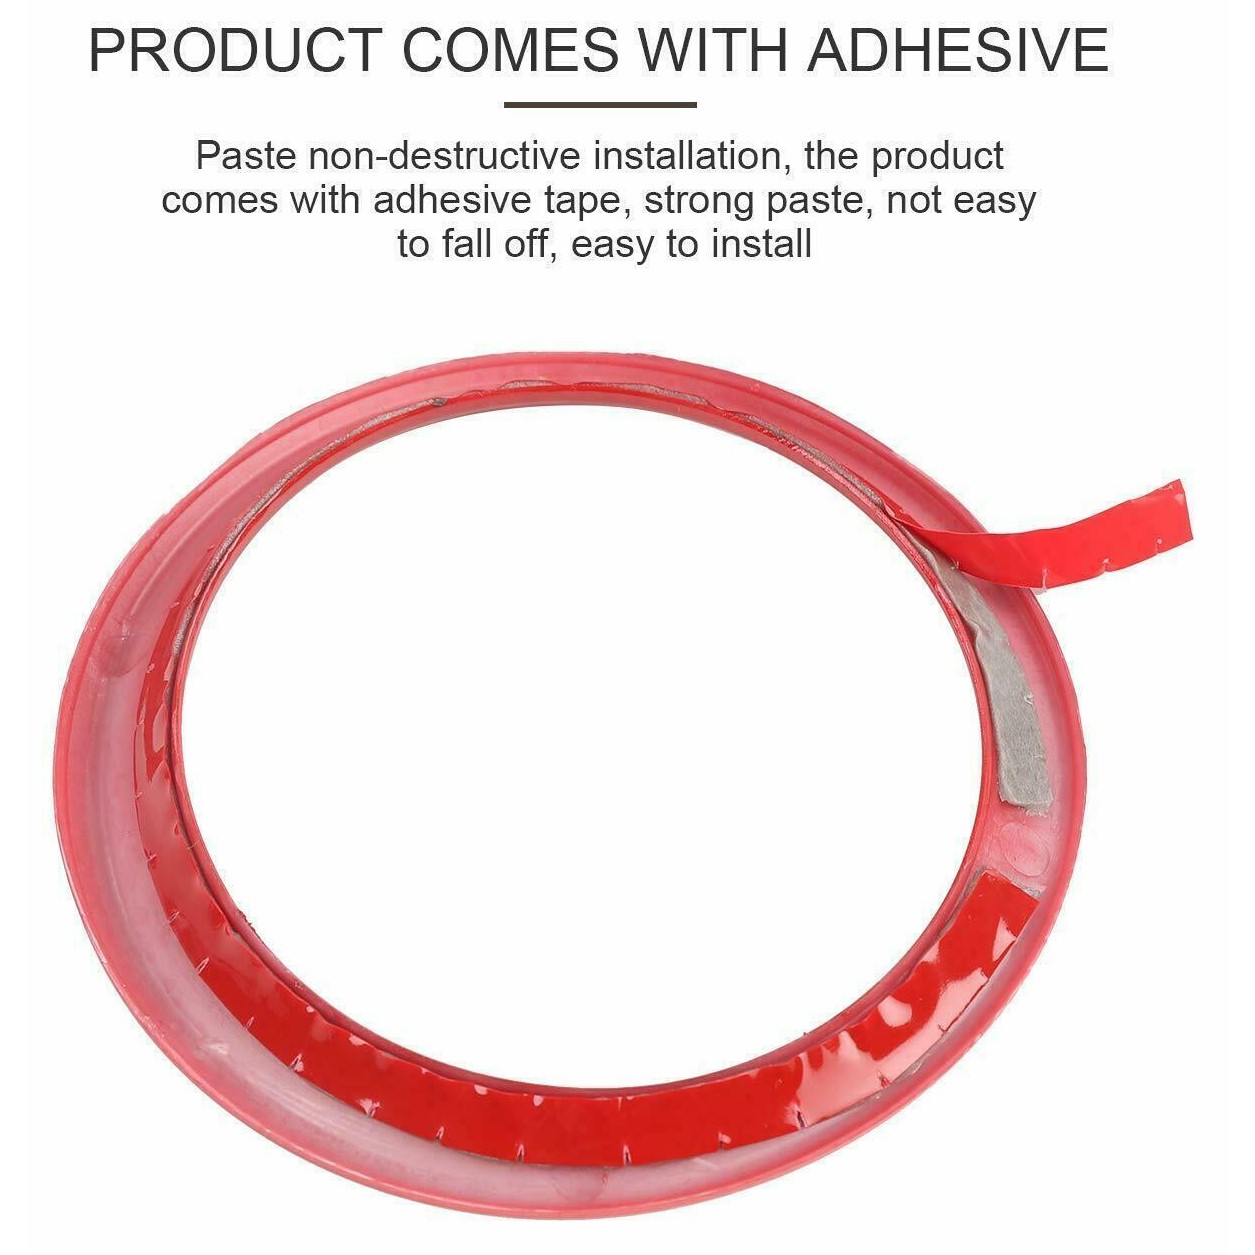 PRODUCT COMES WITH ADHESIVE
Paste non-destructive installation, the product
comes with adhesive tape, strong paste, not easy
to fall off, easy to install